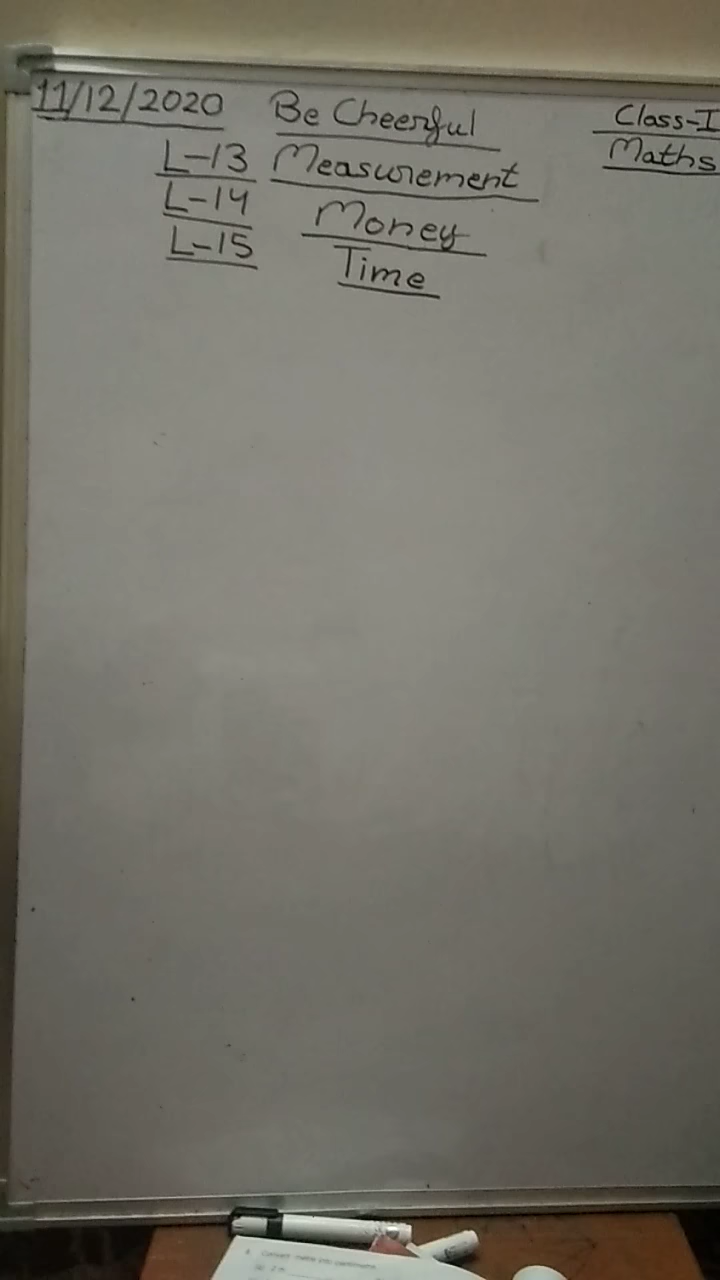 11/12/2020 Be Cheerful Class-I
Maths
L-13 Measurement
L-14 Money
L-15 Time